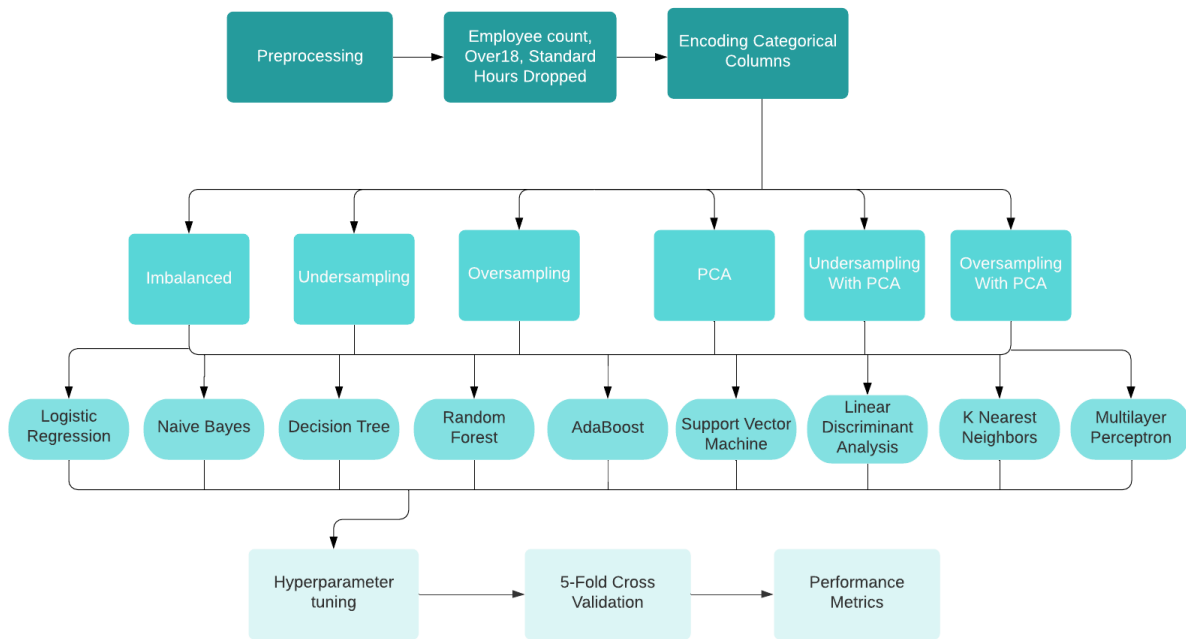 Preprocessing
Employee count,
Over18, Standard
Hours Dropped
Encoding Categorical
Columns
Imbalanced
Undersampling
Oversampling
PCA
Undersampling
With PCA
Oversampling
With PCA
Logistic
Regression
Naive Bayes
Decision Tree
Random
Forest
AdaBoost
Support Vector
Machine
Linear
Discriminant
Analysis
K Nearest
Neighbors
Multilayer
Perceptron
Hyperparameter
tuning
5-Fold Cross
Validation
Performance
Metrics